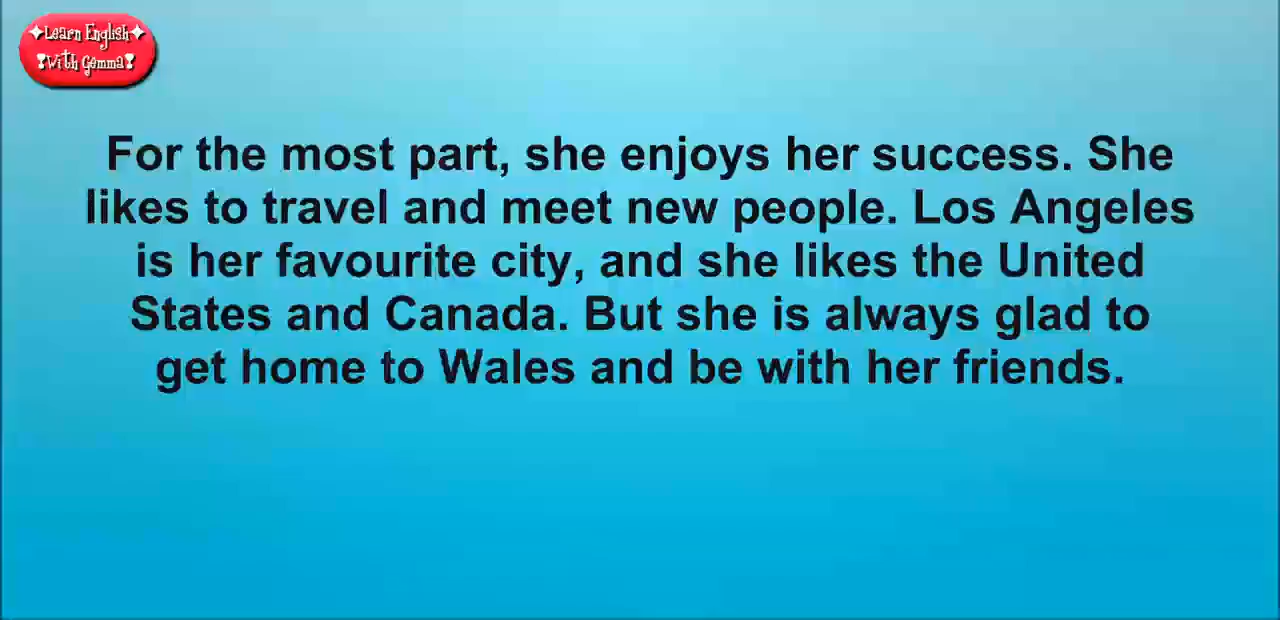 ✦Learn English✦
❣With Gemma❣
For the most part, she enjoys her success. She
likes to travel and meet new people. Los Angeles
is her favourite city, and she likes the United
States and Canada. But she is always glad to
get home to Wales and be with her friends.